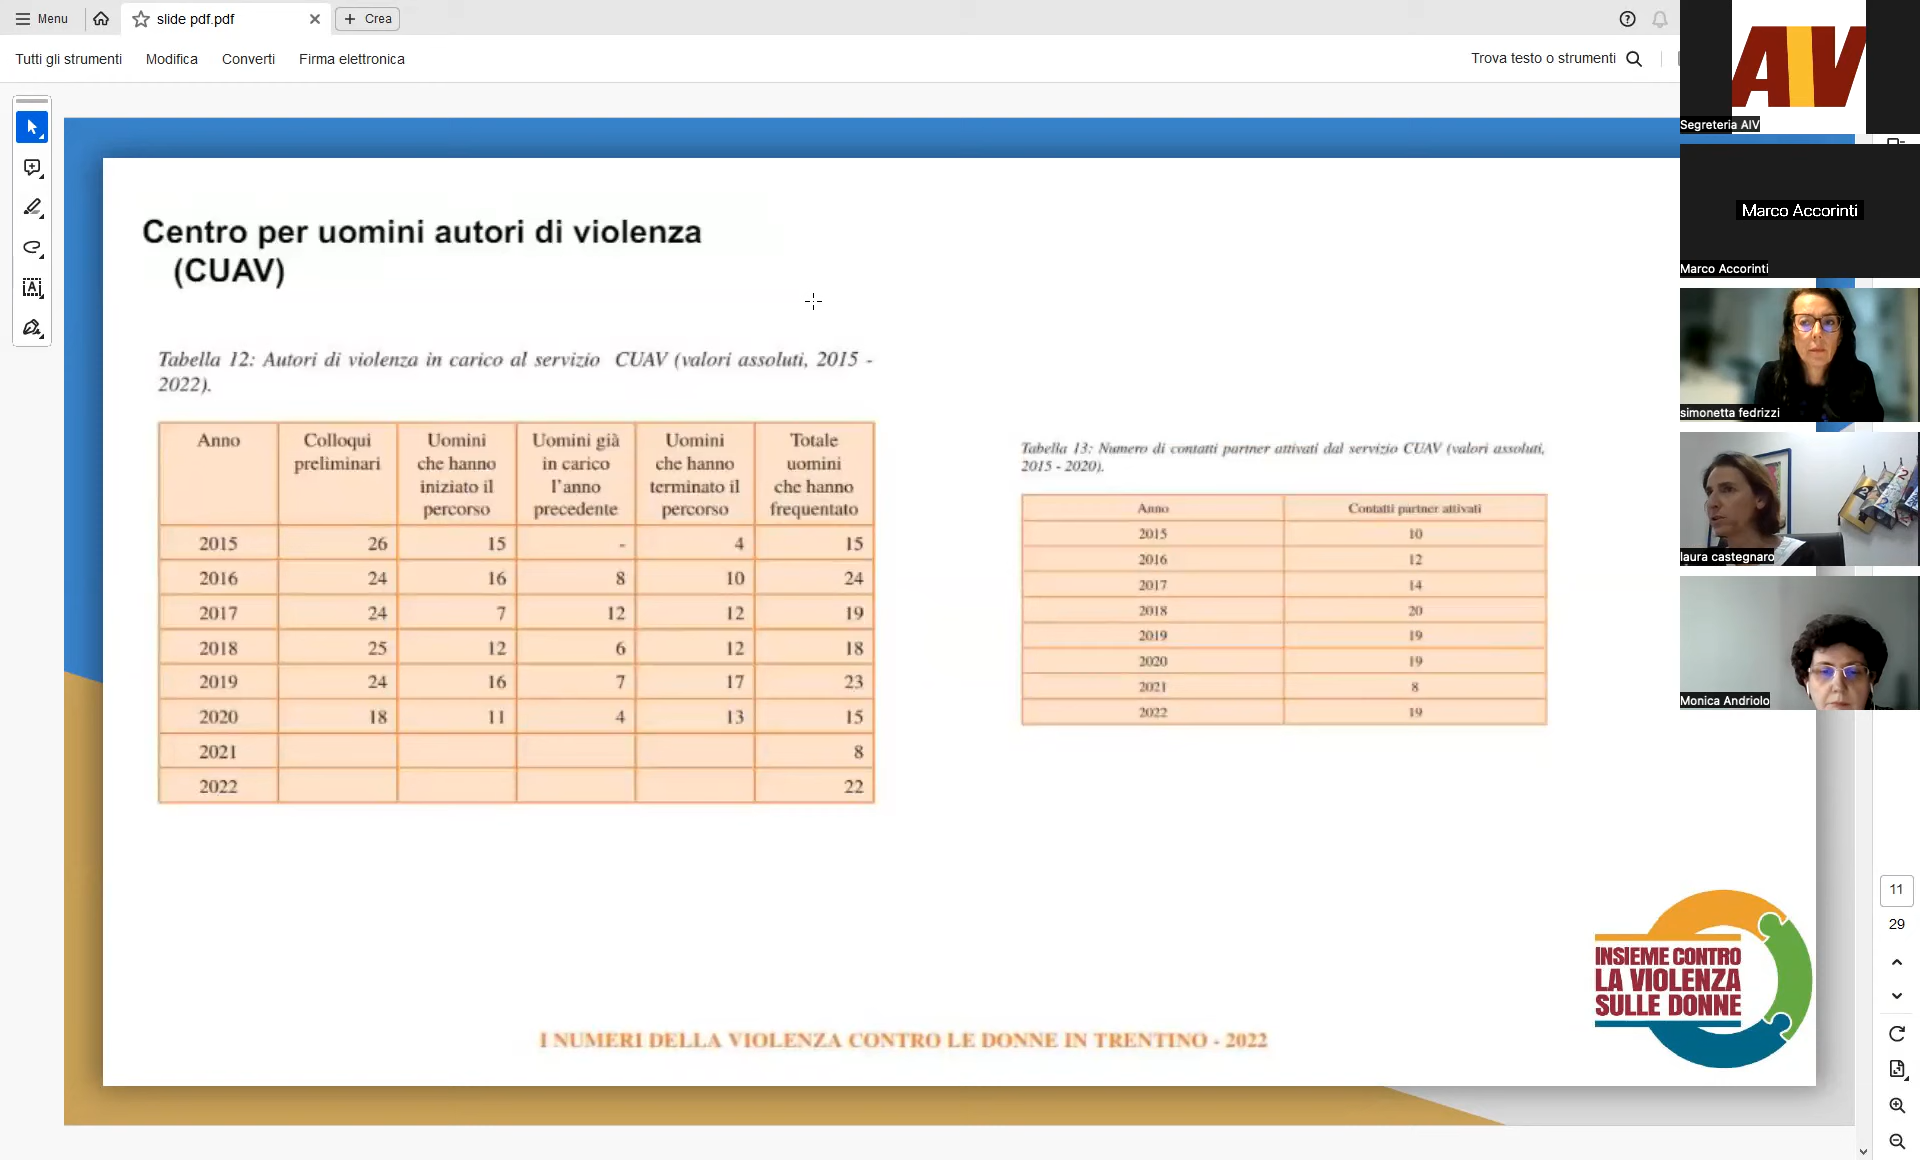 Menu
slide pdf.pdf
Crea
Tutti gli strumenti
Modifica
Converti
Firma elettronica
Trova testo o strumenti
Centro per uomini autori di violenza
(CUAV)
Tabella 12: Autori di violenza in carico al servizio CUAV (valori assoluti, 2015 -
2022).
Anno Colloqui preliminari Uomini che hanno iniziato il percorso Uomini già in carico l'anno precedente Uomini che hanno terminato il percorso Totale uomini che hanno frequentato
2015 26 15 - 4 15
2016 24 16 8 10 24
2017 24 7 12 12 19
2018 25 12 6 12 18
2019 24 16 7 17 23
2020 18 11 4 13 15
2021 8
2022 22
Tabella 13: Numero di contatti partner attivati dal servizio CUAV (valori assoluti,
2015 - 2020).
Anno Contatti partner attivati
2015 10
2016 12
2017 14
2018 20
2019 19
2020 19
2021 8
2022 19
INSIEME CONTRO
LA VIOLENZA
SULLE DONNE
I NUMERI DELLA VIOLENZA CONTRO LE DONNE IN TRENTINO - 2022
AIV
Segreteria AIV
Marco Accorinti
Marco Accorinti
simonetta fedrizzi
laura castegnaro
Monica Andriolo
11
29